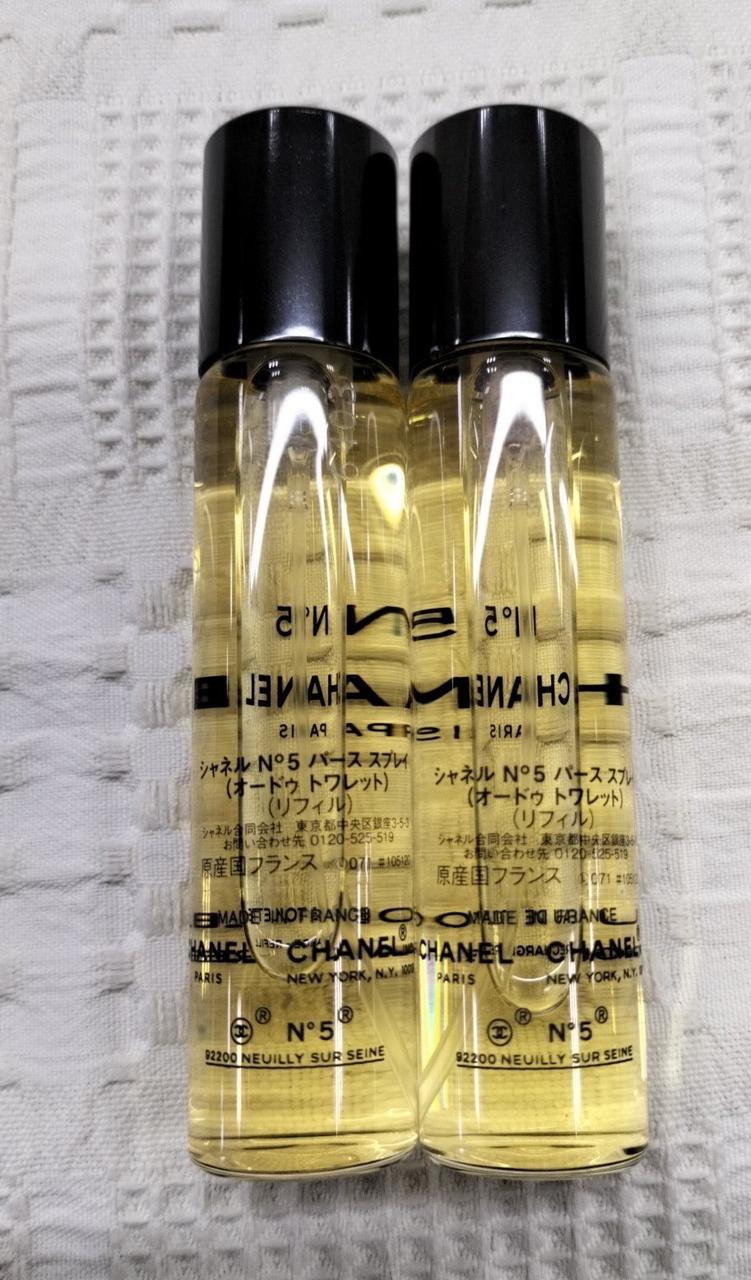 N°5
CHANEL
PARIS
シャネル N°5 パース スプレイ
(オードゥ トワレット)
(リフィル)
シャネル合同会社 東京都中央区銀座3-5-3
お問い合わせ先 0120-525-519
原産国フランス 071 #105120
MADE IN FRANCE
CHANEL CHANEL®
PARIS NEW YORK, N.Y.
® N°5®
92200 NEUILLY SUR SEINE
N°5
CHANEL
PARIS
シャネル N°5 パース スプレ
(オードゥ トワレット)
(リフィル)
シャネル合同会社 東京都中央区銀座3-5
お問い合わせ先 0120-525-519
原産国フランス 071
MADE IN FRANCE
CHANEL CHANEL
PARIS NEW YORK, N.Y.
® N°5®
92200 NEUILLY SUR SEINE